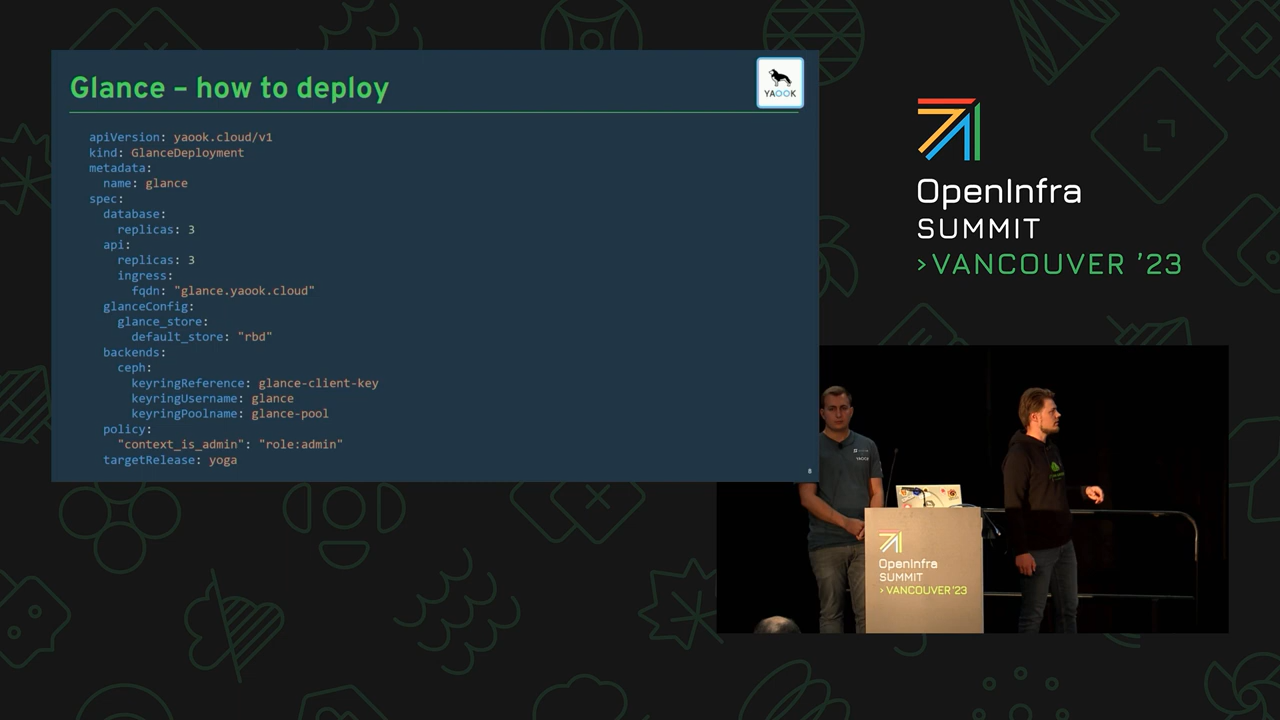 Glance – how to deploy
YAOOK
apiVersion: yaook.cloud/v1
kind: GlanceDeployment
metadata:
  name: glance
spec:
  database:
    replicas: 3
  api:
    replicas: 3
    ingress:
      fqdn: "glance.yaook.cloud"
  glanceConfig:
    glance_store:
      default_store: "rbd"
  backends:
    ceph:
      keyringReference: glance-client-key
      keyringUsername: glance
      keyringPoolname: glance-pool
  policy:
    "context_is_admin": "role:admin"
  targetRelease: yoga
8
OpenInfra
SUMMIT
>VANCOUVER '23
YAOOK
OpenInfra
SUMMIT
>VANCOUVER '23